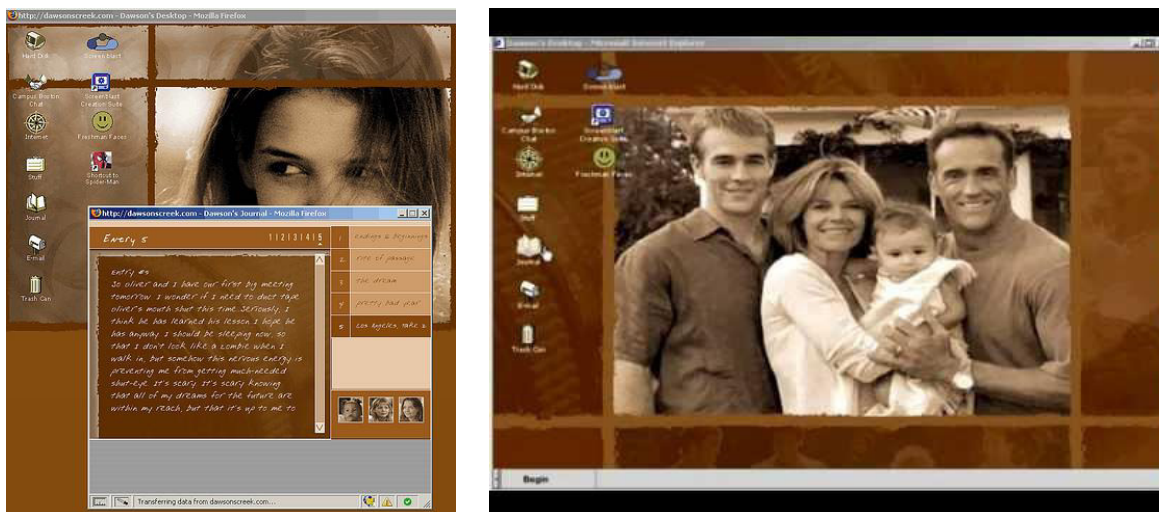 http://dawsonscreek.com - Dawson's Desktop - Mozilla Firefox
Hard Disk
Screenblast
Campus Boston
Chat
Screenblast
Creation Suite
Internet
Freshman Faces
Stuff
Shortcut to
Spider-Man
Journal
E-mail
Trash Can
http://dawsonscreek.com - Dawson's Journal - Mozilla Firefox
Entry 5
1|2|3|4|5
Entry #5
So oliver and I have our first big meeting
tomorrow. I wonder if I need to duct tape
oliver's mouth shut this time. Seriously, I
think he has learned his lesson. I hope he
has anyway. I should be sleeping now, so
that I don't look like a zombie when I
walk in, but somehow this nervous energy is
preventing me from getting much-needed
shut-eye. It's scary. It's scary knowing
that all of my dreams for the future are
within my reach, but that it's up to me to
1 endings & beginnings
2 rite of passage
3 the dream
4 pretty bad year
5 Los Angeles, take 2
Transferring data from dawsonscreek.com...
Dawson's Desktop - Microsoft Internet Explorer
Hard Disk
Screenblast
Campus Boston
Chat
Screenblast
Creation Suite
Internet
Freshman Faces
Stuff
Journal
E-mail
Trash Can
Begin